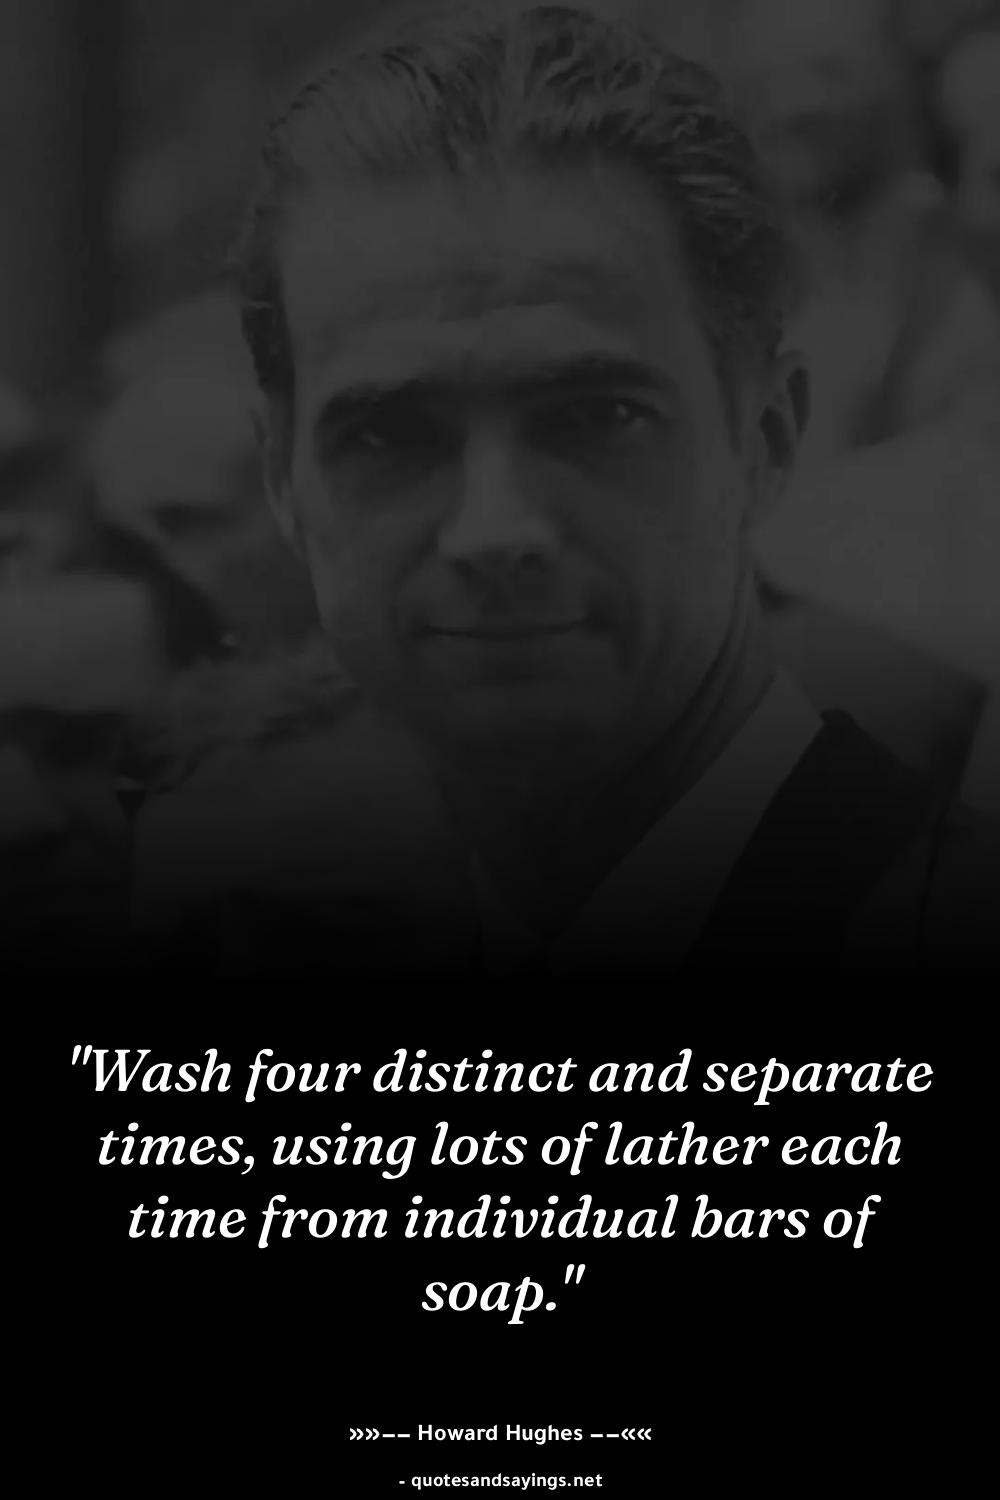 "Wash four distinct and separate
times, using lots of lather each
time from individual bars of
soap."
»»–– Howard Hughes ––««
- quotesandsayings.net